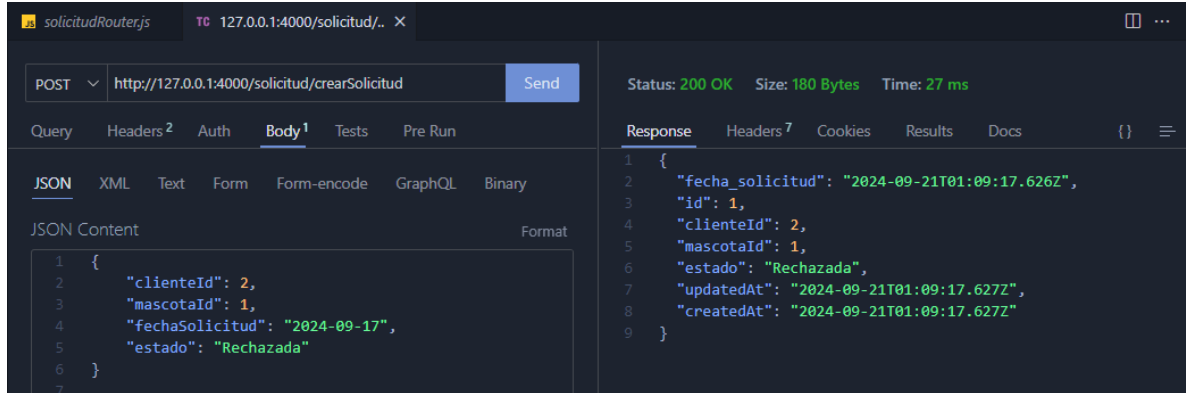 JS solicitudRouter.js TC 127.0.0.1:4000/solicitud/.. ×
POST http://127.0.0.1:4000/solicitud/crearSolicitud Send
Query Headers 2 Auth Body 1 Tests Pre Run
JSON XML Text Form Form-encode GraphQL Binary
JSON Content Format
1 {
2 "clienteId": 2,
3 "mascotaId": 1,
4 "fechaSolicitud": "2024-09-17",
5 "estado": "Rechazada"
6 }
7
Status: 200 OK Size: 180 Bytes Time: 27 ms
Response Headers 7 Cookies Results Docs {}
1 {
2 "fecha_solicitud": "2024-09-21T01:09:17.626Z",
3 "id": 1,
4 "clienteId": 2,
5 "mascotaId": 1,
6 "estado": "Rechazada",
7 "updatedAt": "2024-09-21T01:09:17.627Z",
8 "createdAt": "2024-09-21T01:09:17.627Z"
9 }